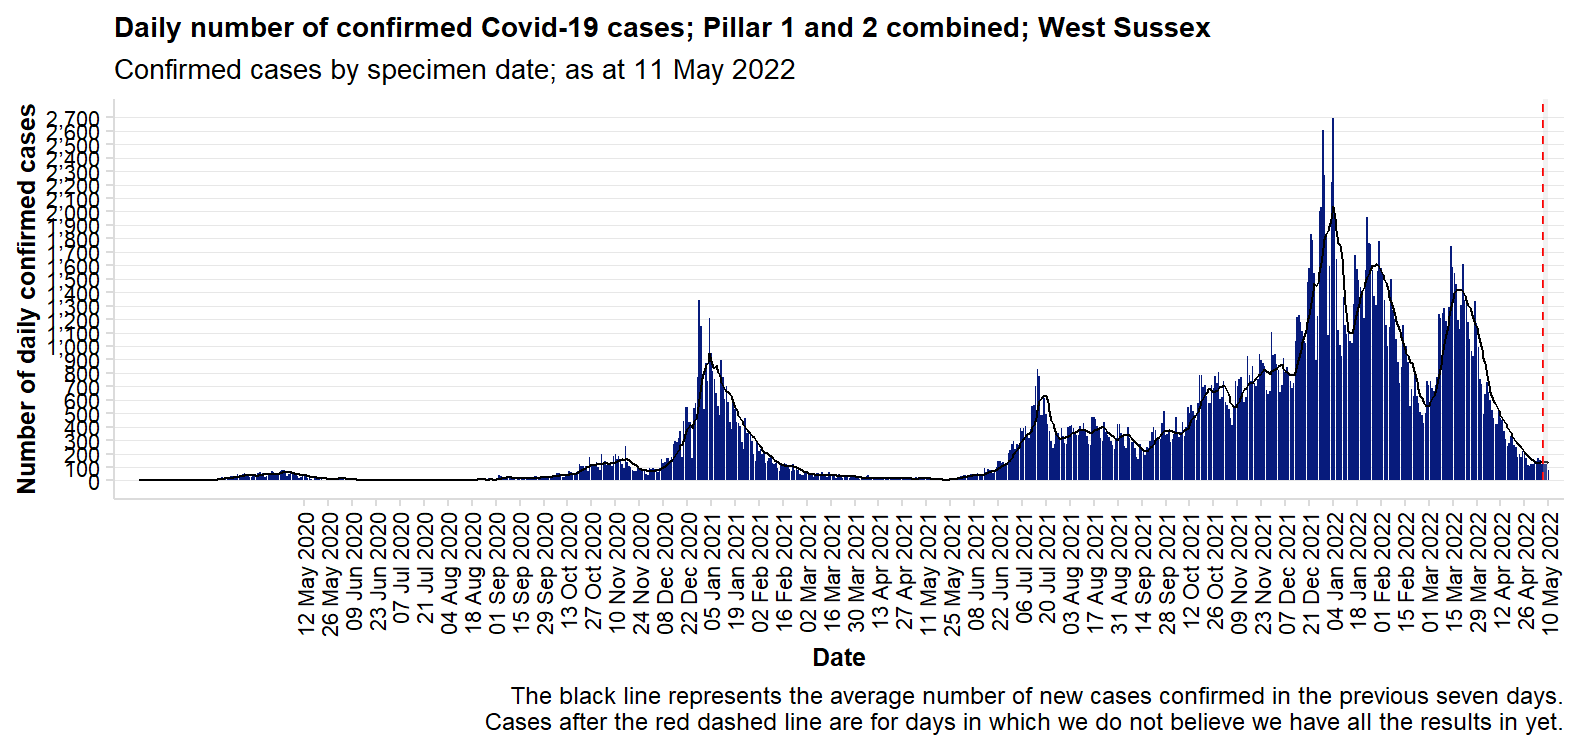 Daily number of confirmed Covid-19 cases; Pillar 1 and 2 combined; West Sussex
Confirmed cases by specimen date; as at 11 May 2022
Number of daily confirmed cases
2,700
2,600
2,500
2,400
2,300
2,200
2,100
2,000
1,900
1,800
1,700
1,600
1,500
1,400
1,300
1,200
1,100
1,000
900
800
700
600
500
400
300
200
100
0
12 May 2020
26 May 2020
09 Jun 2020
23 Jun 2020
07 Jul 2020
21 Jul 2020
04 Aug 2020
18 Aug 2020
01 Sep 2020
15 Sep 2020
29 Sep 2020
13 Oct 2020
27 Oct 2020
10 Nov 2020
24 Nov 2020
08 Dec 2020
22 Dec 2020
05 Jan 2021
19 Jan 2021
02 Feb 2021
16 Feb 2021
02 Mar 2021
16 Mar 2021
30 Mar 2021
13 Apr 2021
27 Apr 2021
11 May 2021
25 May 2021
08 Jun 2021
22 Jun 2021
06 Jul 2021
20 Jul 2021
03 Aug 2021
17 Aug 2021
31 Aug 2021
14 Sep 2021
28 Sep 2021
12 Oct 2021
26 Oct 2021
09 Nov 2021
23 Nov 2021
07 Dec 2021
21 Dec 2021
04 Jan 2022
18 Jan 2022
01 Feb 2022
15 Feb 2022
01 Mar 2022
15 Mar 2022
29 Mar 2022
12 Apr 2022
26 Apr 2022
10 May 2022
Date
The black line represents the average number of new cases confirmed in the previous seven days.
Cases after the red dashed line are for days in which we do not believe we have all the results in yet.